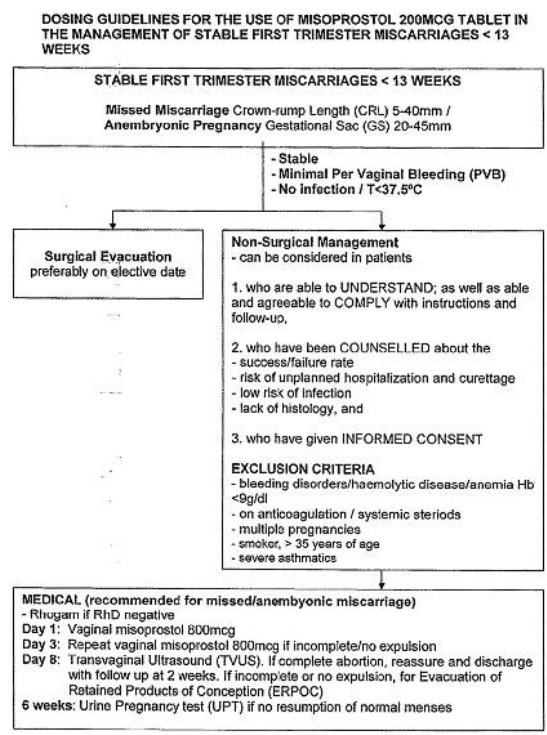 DOSING GUIDELINES FOR THE USE OF MISOPROSTOL 200MCG TABLET IN
THE MANAGEMENT OF STABLE FIRST TRIMESTER MISCARRIAGES < 13
WEEKS
STABLE FIRST TRIMESTER MISCARRIAGES < 13 WEEKS
Missed Miscarriage Crown-rump Length (CRL) 5-40mm /
Anembryonic Pregnancy Gestational Sac (GS) 20-45mm
- Stable
- Minimal Per Vaginal Bleeding (PVB)
- No infection / T<37.5ºC
Surgical Evacuation
preferably on elective date
Non-Surgical Management
- can be considered in patients
1. who are able to UNDERSTAND; as well as able
and agreeable to COMPLY with instructions and
follow-up,
2. who have been COUNSELLED about the
- success/failure rate
- risk of unplanned hospitalization and curettage
- low risk of infection
- lack of histology, and
3. who have given INFORMED CONSENT
EXCLUSION CRITERIA
- bleeding disorders/haemolytic disease/anemia Hb
<9g/dl
- on anticoagulation / systemic steriods
- multiple pregnancies
- smoker, > 35 years of age
- severe asthmatics
MEDICAL (recommended for missed/anembyonic miscarriage)
- Rhogam if RhD negative
Day 1: Vaginal misoprostol 800mcg
Day 3: Repeat vaginal misoprostol 800mcg if incomplete/no expulsion
Day 8: Transvaginal Ultrasound (TVUS). If complete abortion, reassure and discharge
with follow up at 2 weeks. If incomplete or no expulsion, for Evacuation of
Retained Products of Conception (ERPOC)
6 weeks: Urine Pregnancy test (UPT) if no resumption of normal menses